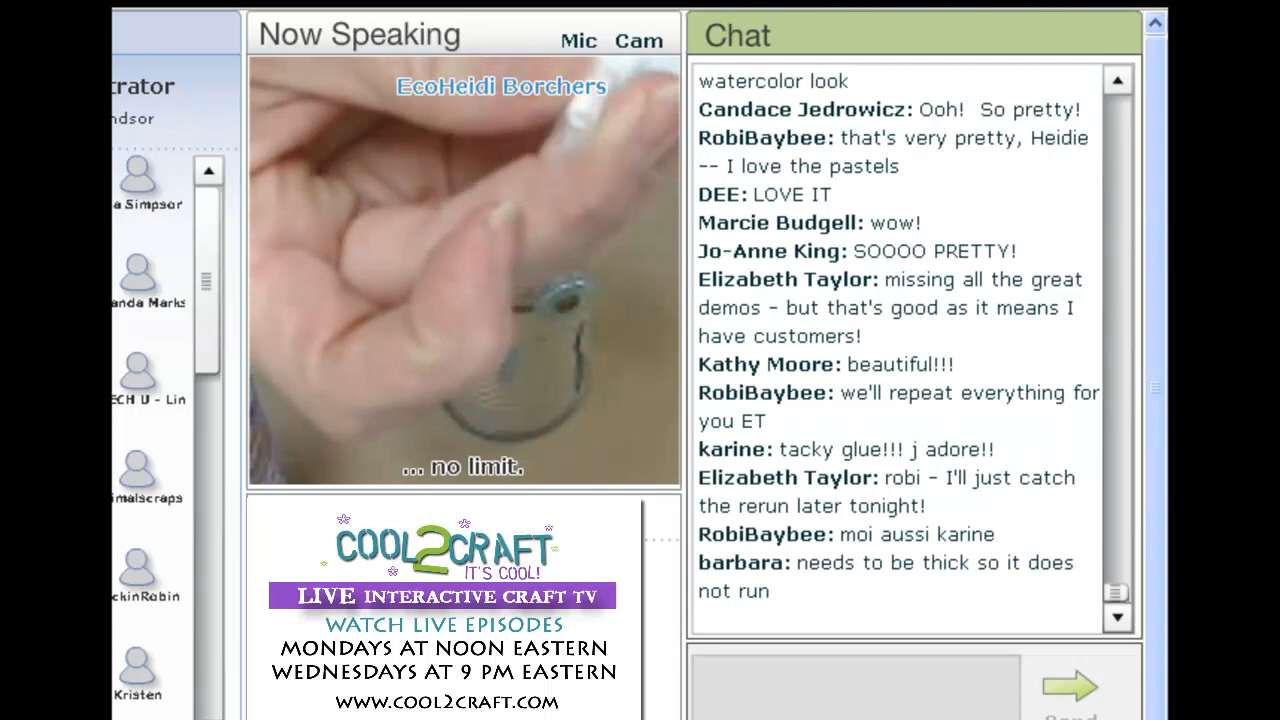 Now Speaking
Mic Cam
Chat
trator
ndsor
a Simpsor
anda Marks
ECH U - Lin
imalscraps
ckinRobin
Kristen
EcoHeidi Borchers
... no limit.
COOL2CRAFT
IT'S COOL!
LIVE INTERACTIVE CRAFT TV
WATCH LIVE EPISODES
MONDAYS AT NOON EASTERN
WEDNESDAYS AT 9 PM EASTERN
WWW.COOL2CRAFT.COM
watercolor look
Candace Jedrowicz: Ooh! So pretty!
RobiBaybee: that's very pretty, Heidie
-- I love the pastels
DEE: LOVE IT
Marcie Budgell: wow!
Jo-Anne King: SOOOO PRETTY!
Elizabeth Taylor: missing all the great
demos - but that's good as it means I
have customers!
Kathy Moore: beautiful!!!
RobiBaybee: we'll repeat everything for
you ET
karine: tacky glue!!! j adore!!
Elizabeth Taylor: robi - I'll just catch
the rerun later tonight!
RobiBaybee: moi aussi karine
barbara: needs to be thick so it does
not run